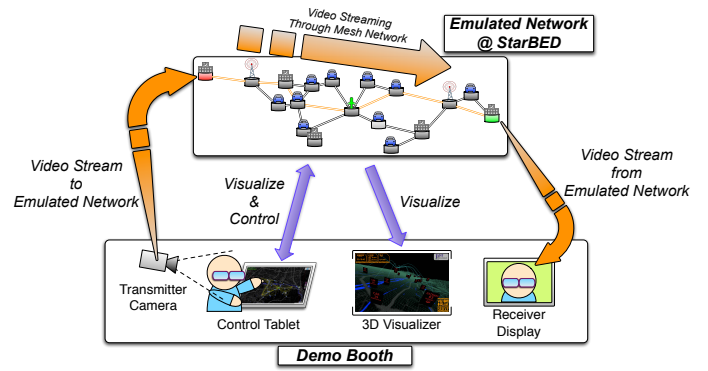 Video Streaming
Through Mesh Network
Emulated Network
@ StarBED
Video Stream
to
Emulated Network
Visualize
&
Control
Visualize
Video Stream
from
Emulated Network
Transmitter
Camera
Control Tablet
3D Visualizer
Receiver
Display
Demo Booth